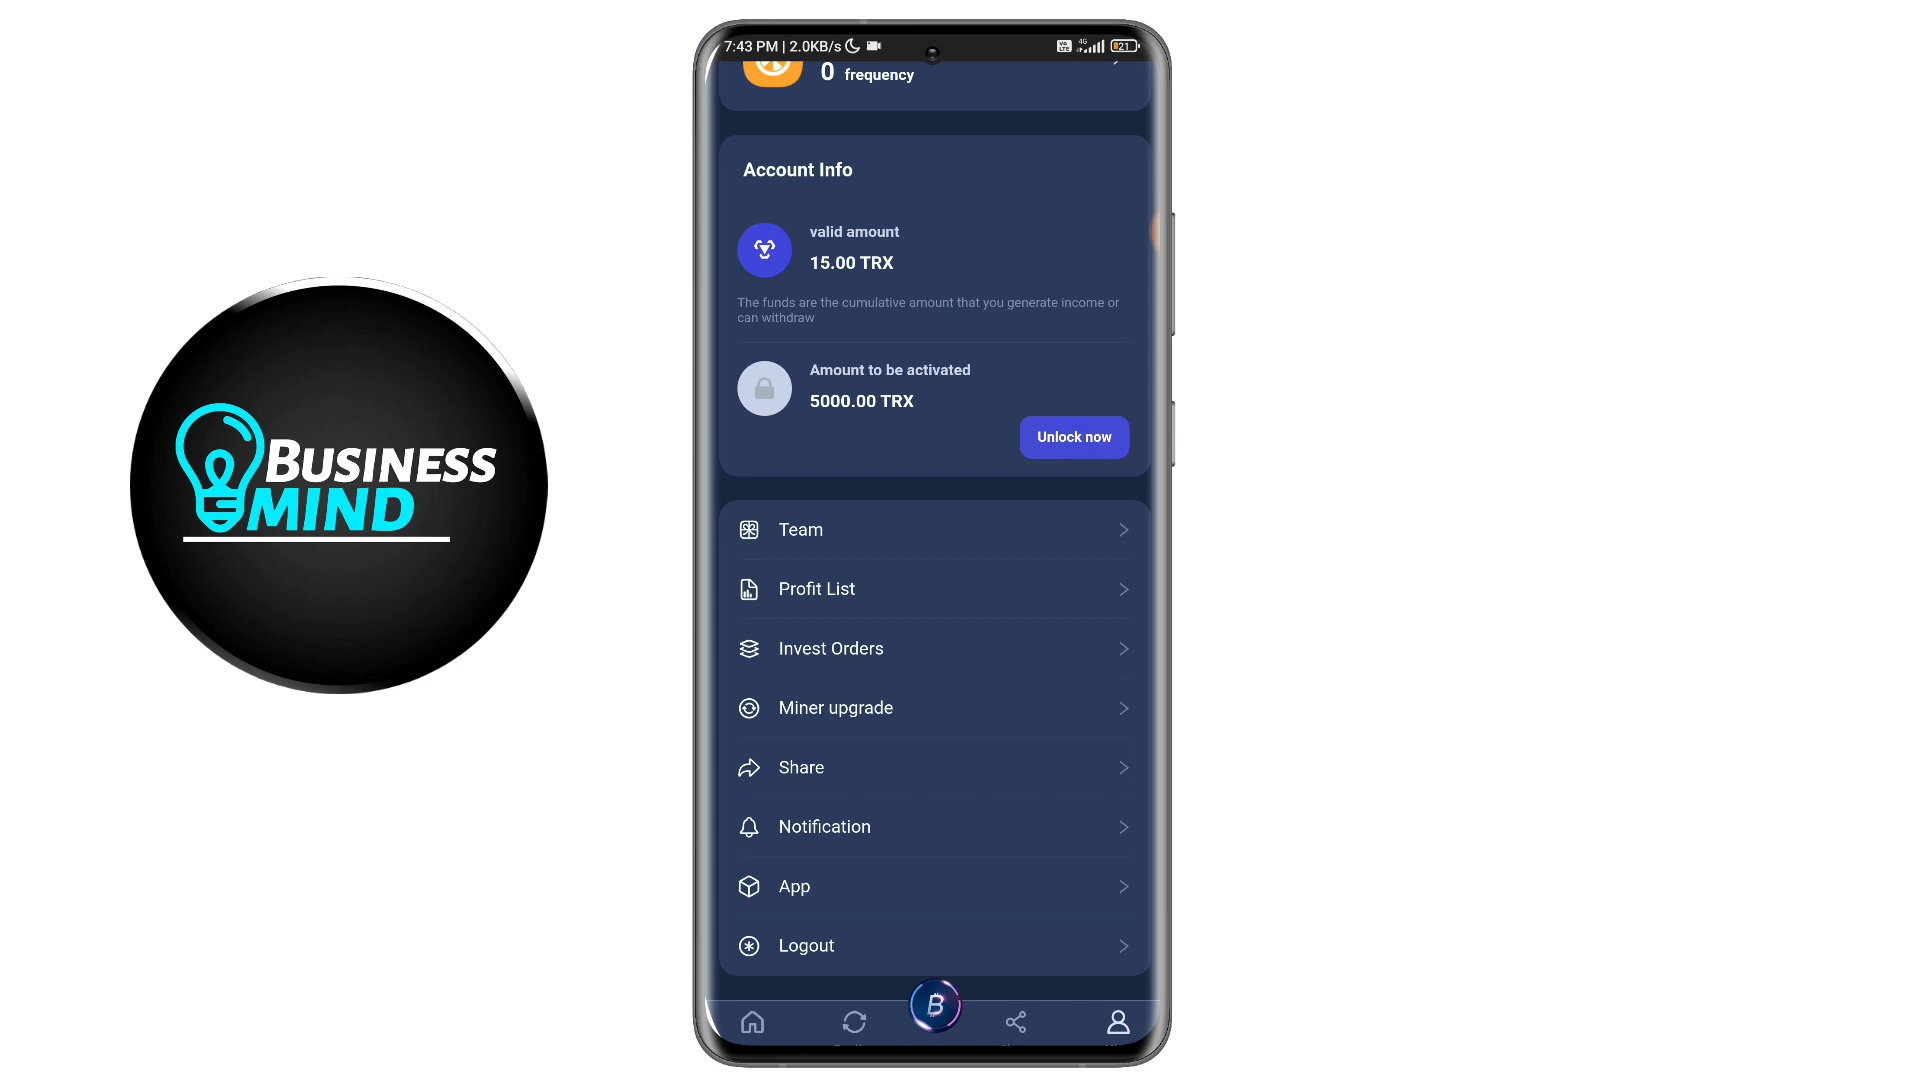 7:43 PM | 2.0KB/s
4G
21
0 frequency
Account Info
valid amount
15.00 TRX
The funds are the cumulative amount that you generate income or
can withdraw
Amount to be activated
5000.00 TRX
Unlock now
Team
Profit List
Invest Orders
Miner upgrade
Share
Notification
App
Logout
BUSINESS
MIND